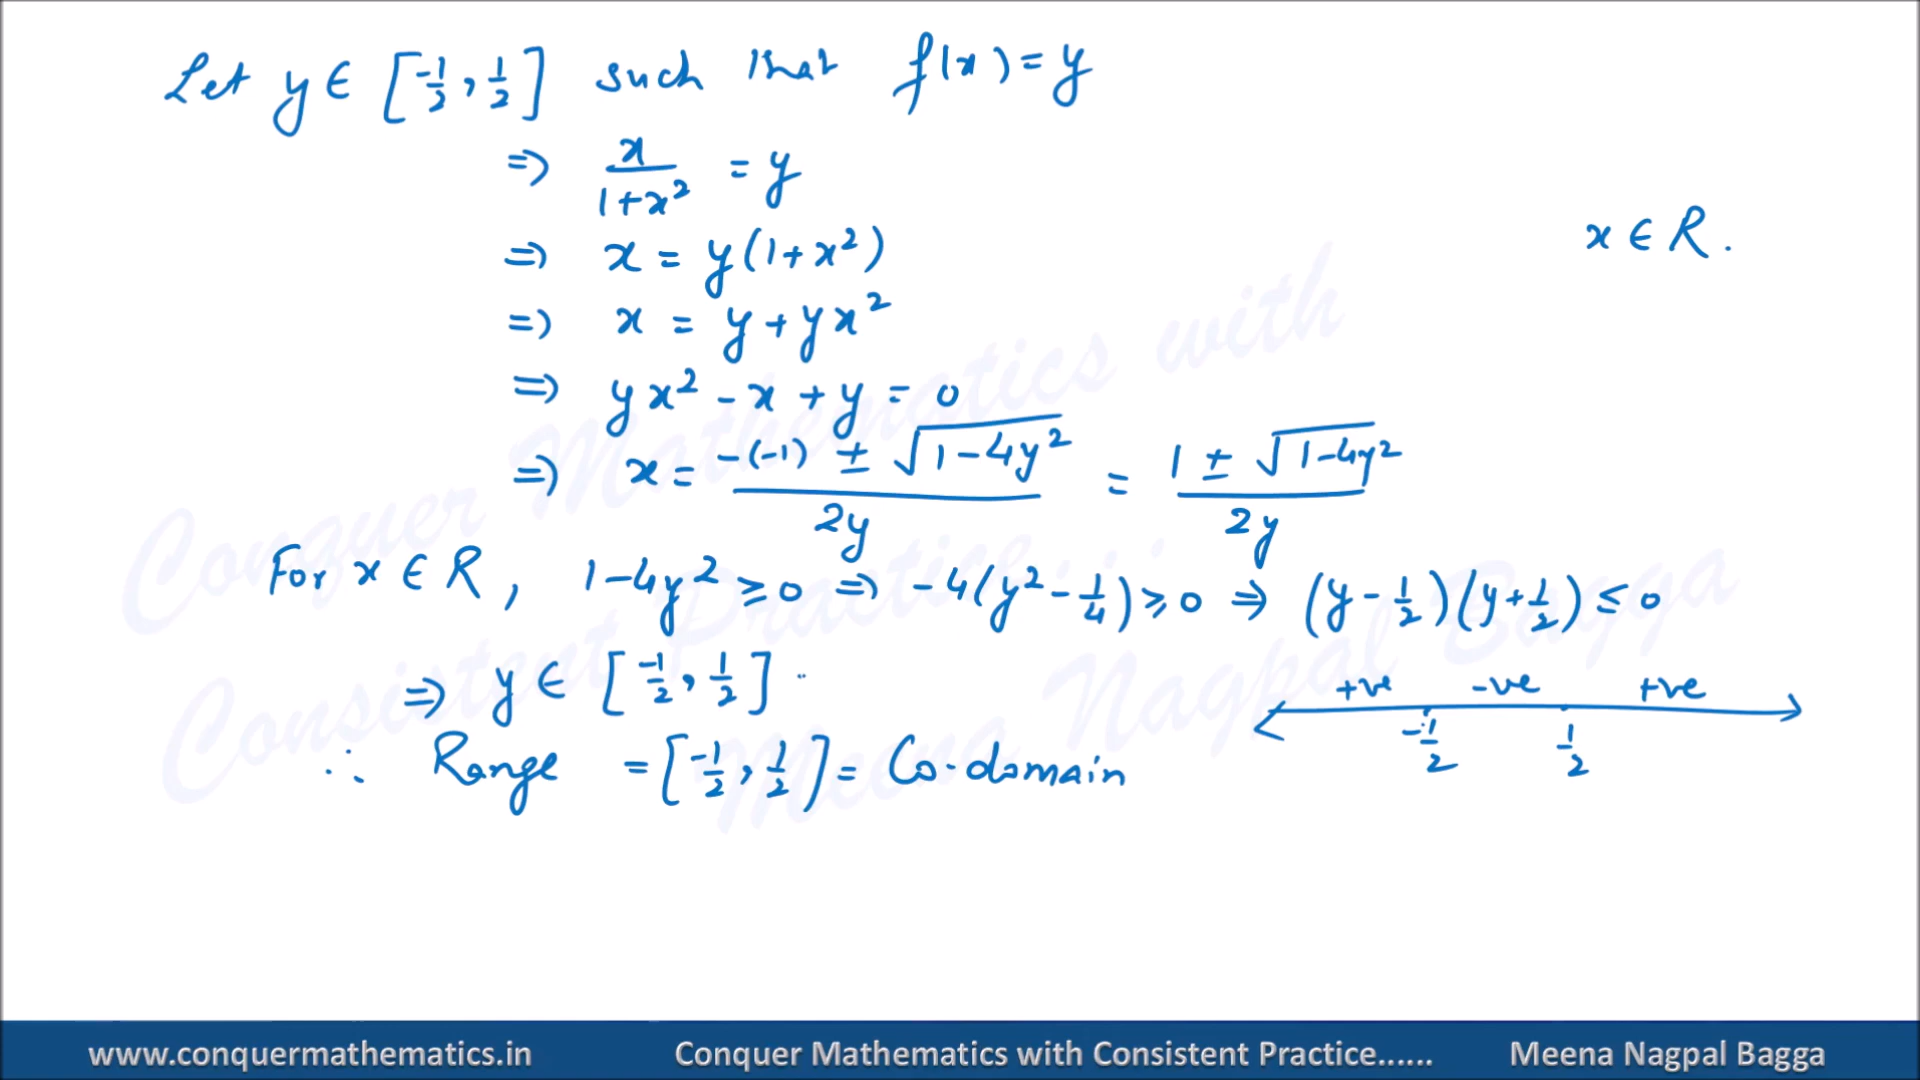 Let y ∈ [-1/2, 1/2] such that f(x) = y
⇒ x/(1+x²) = y
⇒ x = y(1+x²)
x ∈ R.
⇒ x = y + yx²
⇒ yx² - x + y = 0
⇒ x = (-(-1) ± √(1-4y²))/2y = (1 ± √(1-4y²))/2y
For x ∈ R, 1-4y² ≥ 0 ⇒ -4(y² - 1/4) ≥ 0 ⇒ (y - 1/2)(y + 1/2) ≤ 0
⇒ y ∈ [-1/2, 1/2].
+ve -ve +ve
-1/2 1/2
∴ Range = [-1/2, 1/2] = Co-domain
Conquer Mathematics with
Consistent Practice.....
Meena Nagpal Bagga
www.conquermathematics.in Conquer Mathematics with Consistent Practice...... Meena Nagpal Bagga